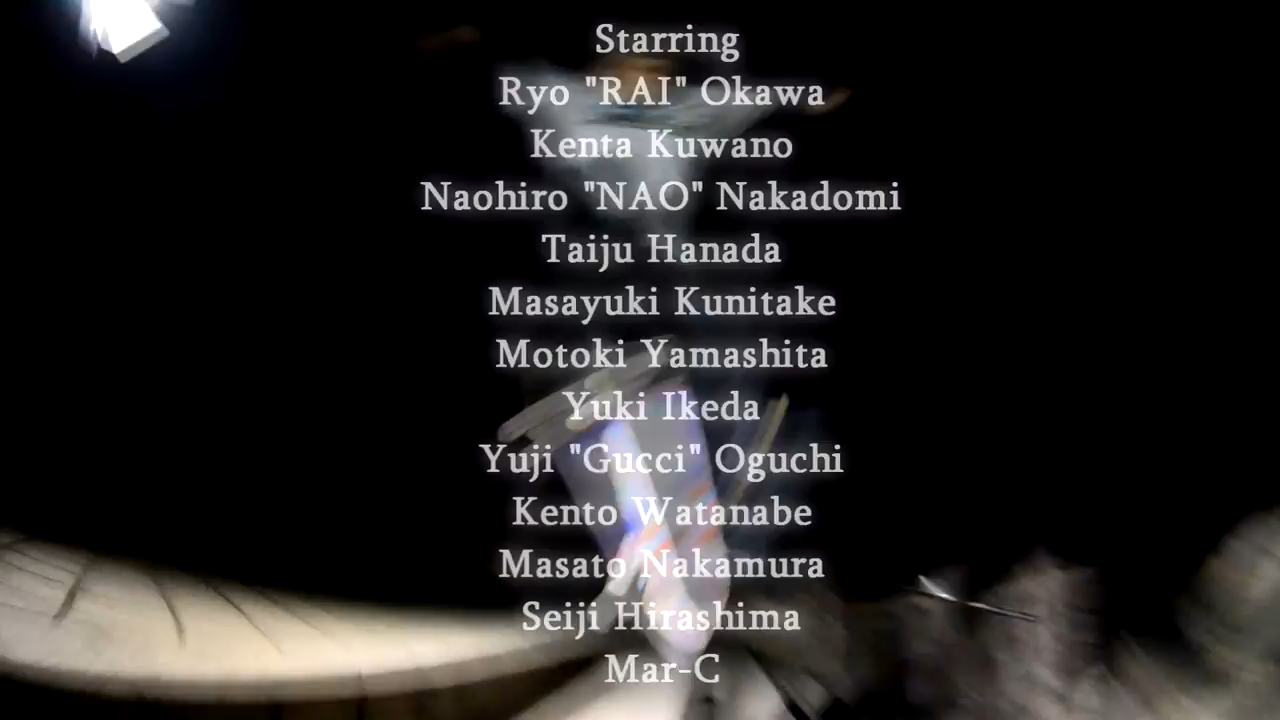 Starring
Ryo "RAI" Okawa
Kenta Kuwano
Naohiro "NAO" Nakadomi
Taiju Hanada
Masayuki Kunitake
Motoki Yamashita
Yuki Ikeda
Yuji "Gucci" Oguchi
Kento Watanabe
Masato Nakamura
Seiji Hirashima
Mar-C